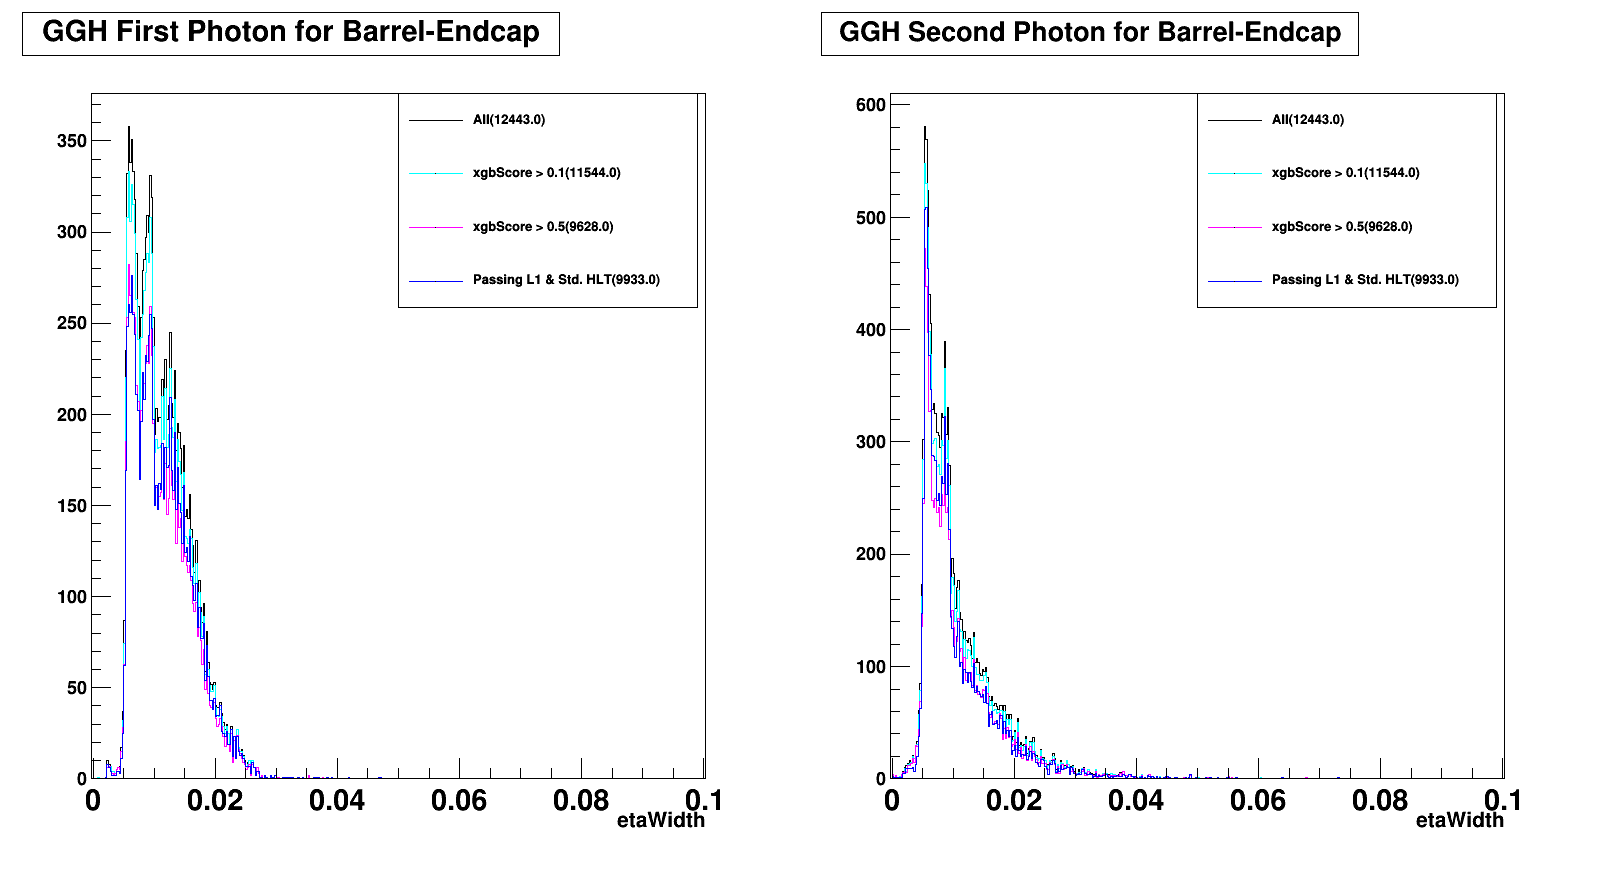 GGH First Photon for Barrel-Endcap
All(12443.0)
xgbScore > 0.1(11544.0)
xgbScore > 0.5(9628.0)
Passing L1 & Std. HLT(9933.0)
350
300
250
200
150
100
50
0
0 0.02 0.04 0.06 0.08 0.1
etaWidth
GGH Second Photon for Barrel-Endcap
All(12443.0)
xgbScore > 0.1(11544.0)
xgbScore > 0.5(9628.0)
Passing L1 & Std. HLT(9933.0)
600
500
400
300
200
100
0
0 0.02 0.04 0.06 0.08 0.1
etaWidth